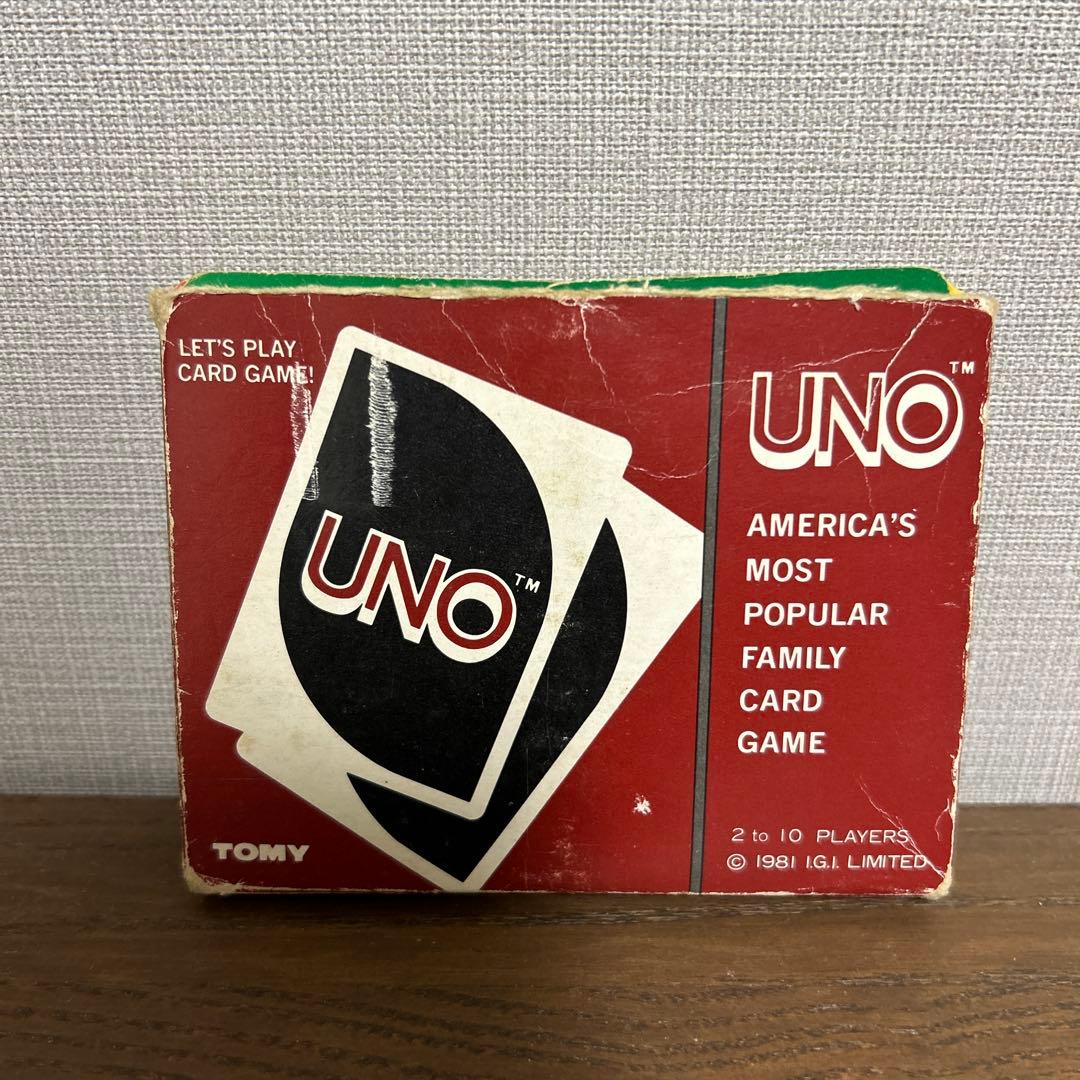 LET'S PLAY
CARD GAME!
UNO™
TOMY
UNO™
AMERICA'S
MOST
POPULAR
FAMILY
CARD
GAME
2 to 10 PLAYERS
© 1981 I.G.I. LIMITED